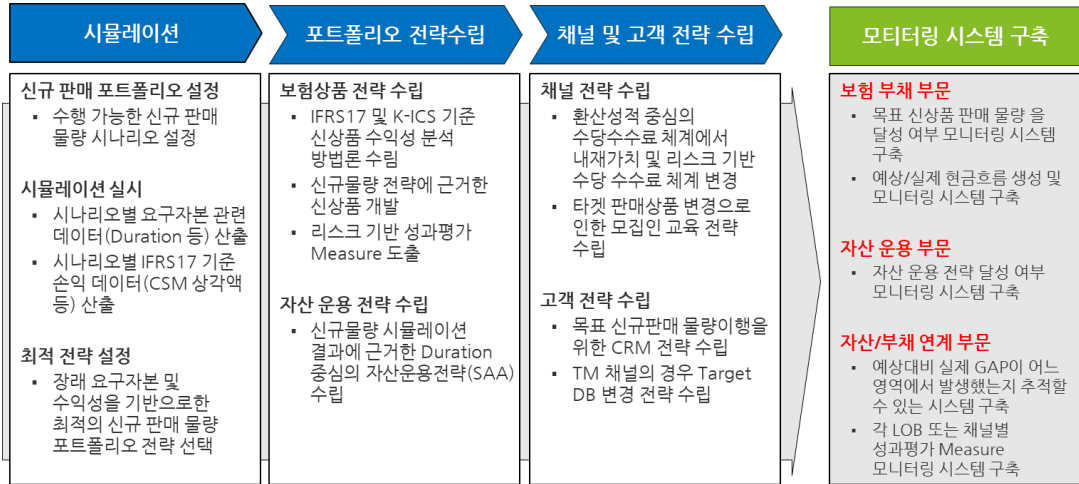 시뮬레이션
포트폴리오 전략수립
채널 및 고객 전략 수립
모티터링 시스템 구축
신규 판매 포트폴리오 설정
▪ 수행 가능한 신규 판매
물량 시나리오 설정
시뮬레이션 실시
▪ 시나리오별 요구자본 관련
데이터(Duration 등) 산출
▪ 시나리오별 IFRS17 기준
손익 데이터(CSM 상각액
등) 산출
최적 전략 설정
▪ 장래 요구자본 및
수익성을 기반으로한
최적의 신규 판매 물량
포트폴리오 전략 선택
보험상품 전략 수립
▪ IFRS17 및 K-ICS 기준
신상품 수익성 분석
방법론 수림
▪ 신규물량 전략에 근거한
신상품 개발
▪ 리스크 기반 성과평가
Measure 도출
자산 운용 전략 수립
▪ 신규물량 시뮬레이션
결과에 근거한 Duration
중심의 자산운용전략(SAA)
수립
채널 전략 수립
▪ 환산성적 중심의
수당수수료 체계에서
내재가치 및 리스크 기반
수당 수수료 체계 변경
▪ 타겟 판매상품 변경으로
인한 모집인 교육 전략
수립
고객 전략 수립
▪ 목표 신규판매 물량이행을
위한 CRM 전략 수립
▪ TM 채널의 경우 Target
DB 변경 전략 수립
보험 부채 부문
▪ 목표 신상품 판매 물량 을
달성 여부 모니터링 시스템
구축
▪ 예상/실제 현금흐름 생성 및
모니터링 시스템 구축
자산 운용 부문
▪ 자산 운용 전략 달성 여부
모니터링 시스템 구축
자산/부채 연계 부문
▪ 예상대비 실제 GAP이 어느
영역에서 발생했는지 추적할
수 있는 시스템 구축
▪ 각 LOB 또는 채널별
성과평가 Measure
모니터링 시스템 구축